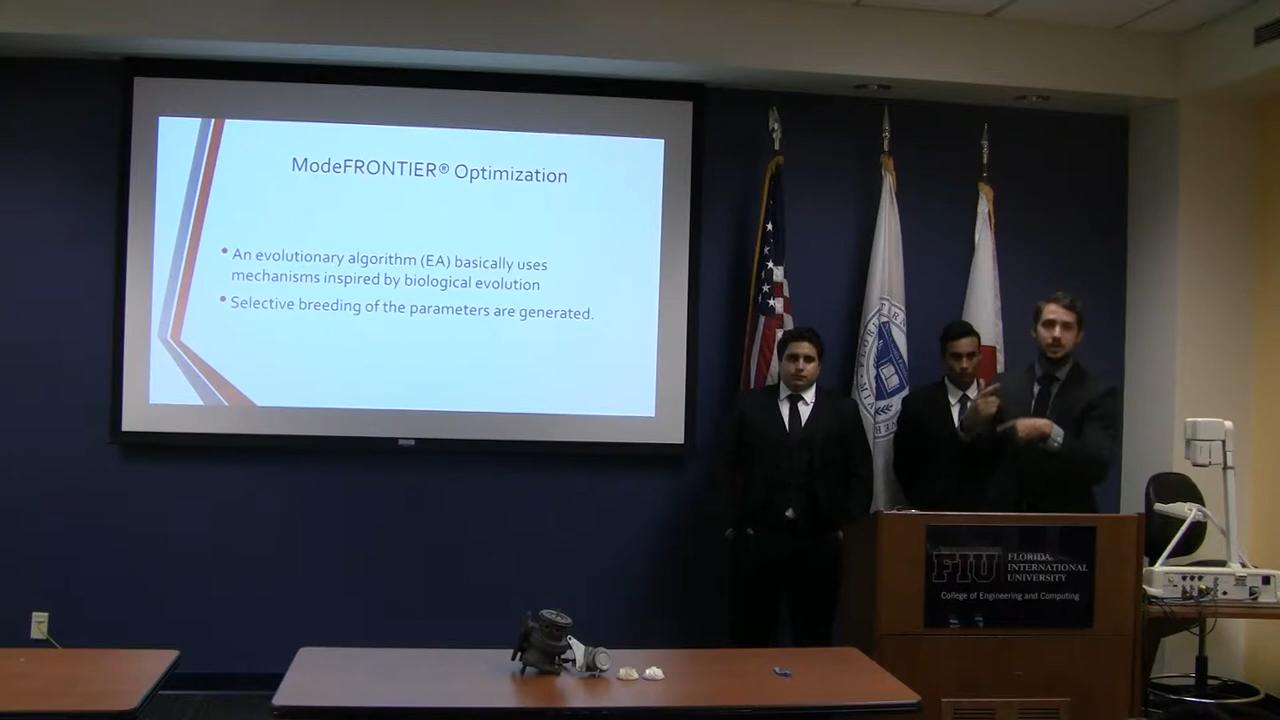 ModeFRONTIER® Optimization
• An evolutionary algorithm (EA) basically uses
mechanisms inspired by biological evolution
• Selective breeding of the parameters are generated.
FIU
FLORIDA
INTERNATIONAL
UNIVERSITY
College of Engineering and Computing